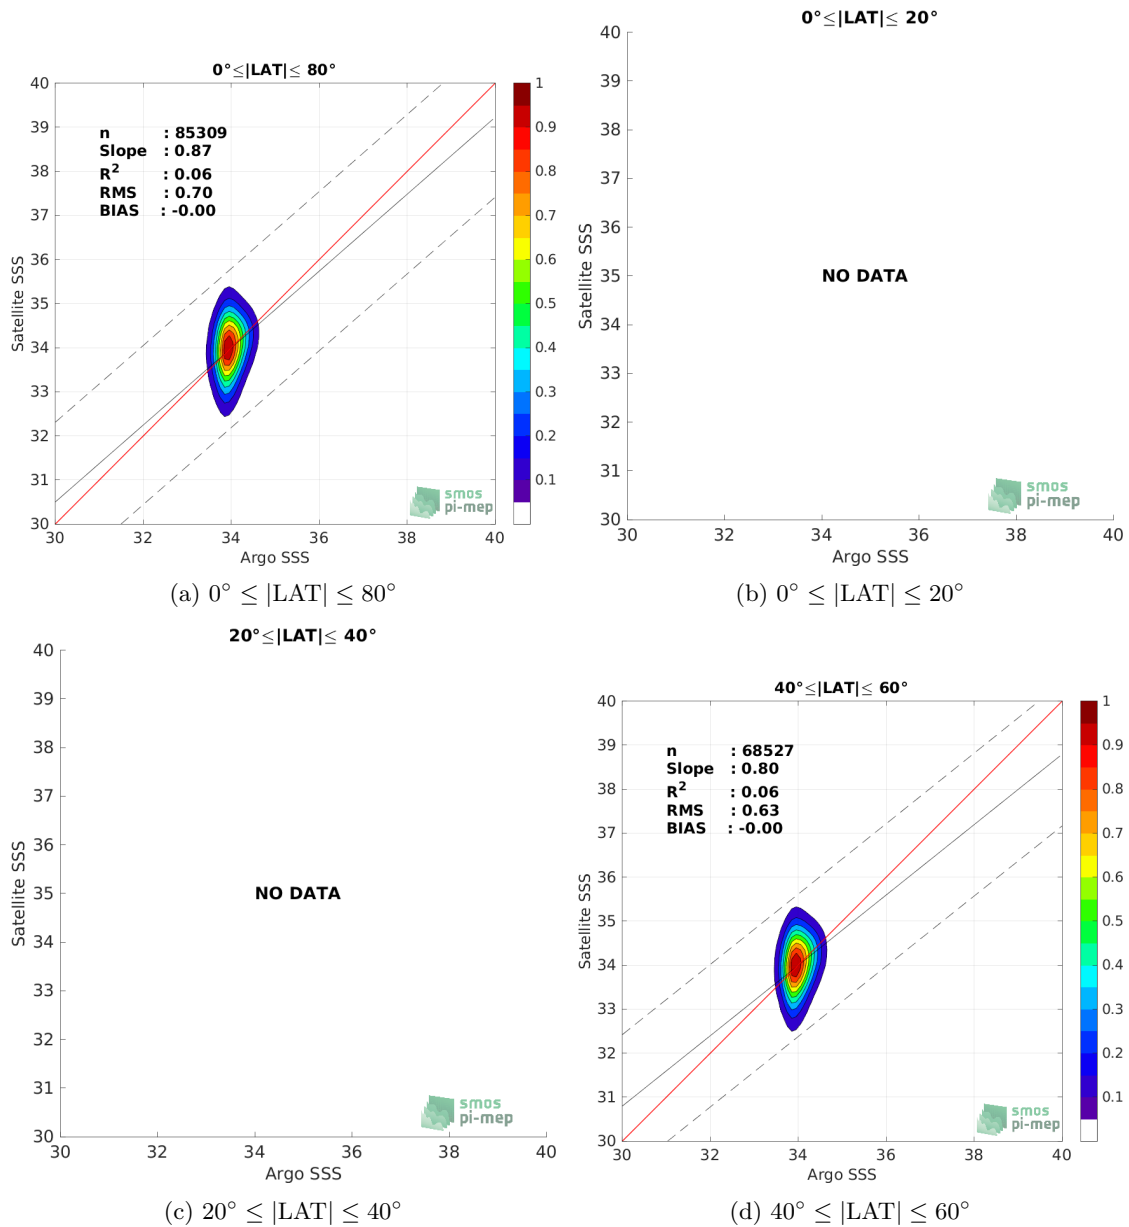 0°≤|LAT|≤ 80°
40
39
38
37
36
35
34
33
32
31
30
Satellite SSS
n : 85309
Slope : 0.87
R² : 0.06
RMS : 0.70
BIAS : -0.00
smos
pi-mep
30 32 34 36 38 40
Argo SSS
1
0.9
0.8
0.7
0.6
0.5
0.4
0.3
0.2
0.1
(a) 0° ≤ |LAT| ≤ 80°
0°≤|LAT|≤ 20°
40
39
38
37
36
35
34
33
32
31
30
Satellite SSS
NO DATA
smos
pi-mep
30 32 34 36 38 40
Argo SSS
(b) 0° ≤ |LAT| ≤ 20°
20°≤|LAT|≤ 40°
40
39
38
37
36
35
34
33
32
31
30
Satellite SSS
NO DATA
smos
pi-mep
30 32 34 36 38 40
Argo SSS
(c) 20° ≤ |LAT| ≤ 40°
40°≤|LAT|≤ 60°
40
39
38
37
36
35
34
33
32
31
30
Satellite SSS
n : 68527
Slope : 0.80
R² : 0.06
RMS : 0.63
BIAS : -0.00
smos
pi-mep
30 32 34 36 38 40
Argo SSS
1
0.9
0.8
0.7
0.6
0.5
0.4
0.3
0.2
0.1
(d) 40° ≤ |LAT| ≤ 60°